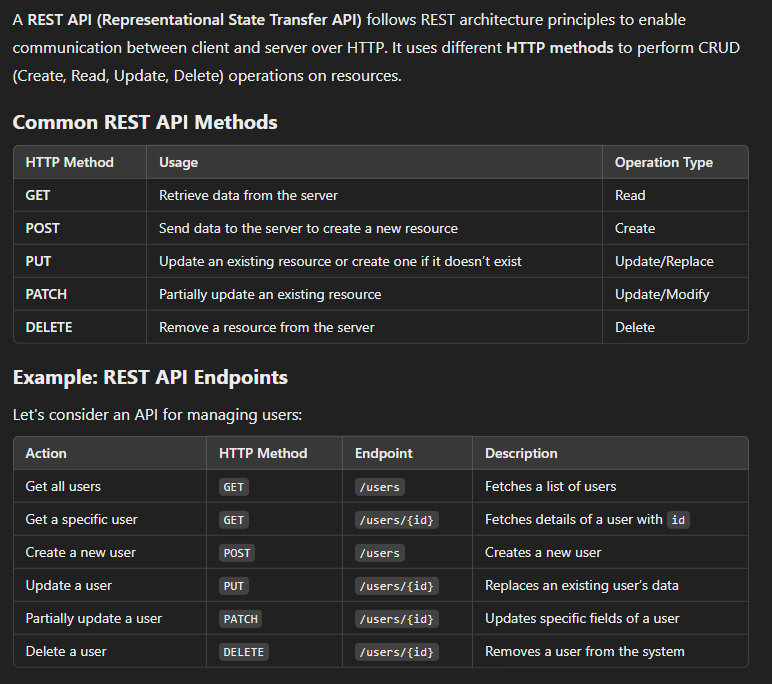 A REST API (Representational State Transfer API) follows REST architecture principles to enable
communication between client and server over HTTP. It uses different HTTP methods to perform CRUD
(Create, Read, Update, Delete) operations on resources.
Common REST API Methods
HTTP Method Usage Operation Type
GET Retrieve data from the server Read
POST Send data to the server to create a new resource Create
PUT Update an existing resource or create one if it doesn’t exist Update/Replace
PATCH Partially update an existing resource Update/Modify
DELETE Remove a resource from the server Delete
Example: REST API Endpoints
Let's consider an API for managing users:
Action HTTP Method Endpoint Description
Get all users GET /users Fetches a list of users
Get a specific user GET /users/{id} Fetches details of a user with id
Create a new user POST /users Creates a new user
Update a user PUT /users/{id} Replaces an existing user’s data
Partially update a user PATCH /users/{id} Updates specific fields of a user
Delete a user DELETE /users/{id} Removes a user from the system